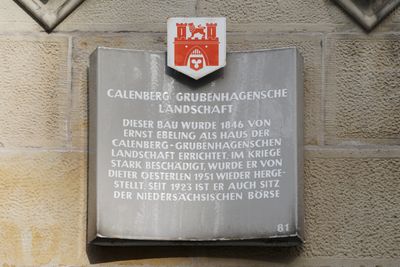 CALENBERG GRUBENHAGENSCHE
LANDSCHAFT
DIESER BAU WURDE 1846 VON
ERNST EBELING ALS HAUS DER
CALENBERG-GRUBENHAGENSCHEN
LANDSCHAFT ERRICHTET. IM KRIEGE
STARK BESCHÄDIGT, WURDE ER VON
DIETER OESTERLEN 1951 WIEDER HERGE-
STELLT. SEIT 1923 IST ER AUCH SITZ
DER NIEDERSÄCHSISCHEN BÖRSE
81